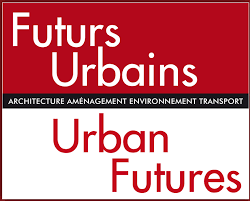 Futurs
Urbains
ARCHITECTURE AMÉNAGEMENT ENVIRONNEMENT TRANSPORT
Urban
Futures